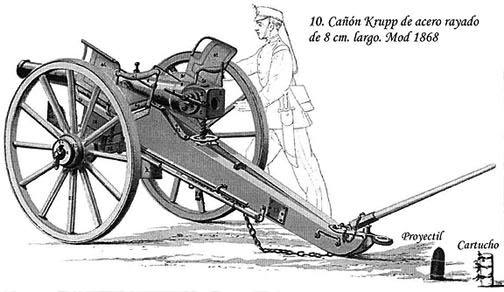 10. Cañón Krupp de acero rayado
de 8 cm. largo. Mod 1868
Proyectil
Cartucho